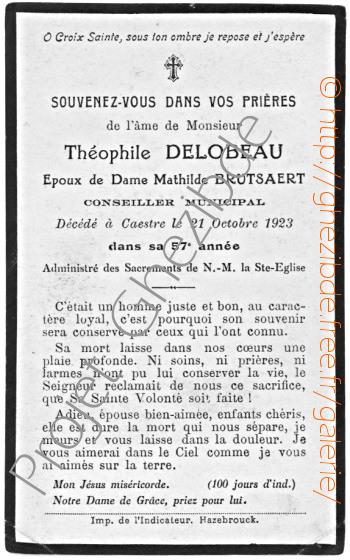 O Croix Sainte, sous ton ombre je repose et j'espère
SOUVENEZ-VOUS DANS VOS PRIÈRES
de l'âme de Monsieur
Théophile DELOBEAU
Epoux de Dame Mathilde BRUTSAERT
CONSEILLER MUNICIPAL
Décédé à Caestre le 21 Octobre 1923
dans sa 57e année
Administré des Sacrements de N.-M. la Ste-Eglise
C'était un homme juste et bon, au carac-
tère loyal, c'est pourquoi son souvenir
sera conservé par ceux qui l'ont connu.
Sa mort laisse dans nos cœurs une
plaie profonde. Ni soins, ni prières, ni
larmes n'ont pu lui conserver la vie, le
Seigneur réclamait de nous ce sacrifice,
que Sa Sainte Volonté soit faite !
Adieu, épouse bien-aimée, enfants chéris,
elle est dure la mort qui nous sépare, je
meurs et vous laisse dans la douleur. Je
vous aimerai dans le Ciel comme je vous
ai aimés sur la terre.
Mon Jésus miséricorde. (100 jours d'ind.)
Notre Dame de Grâce, priez pour lui.
Imp. de l'Indicateur. Hazebrouck.
Projet Ghezibde
© http://ghezibde.free.fr/galerie/